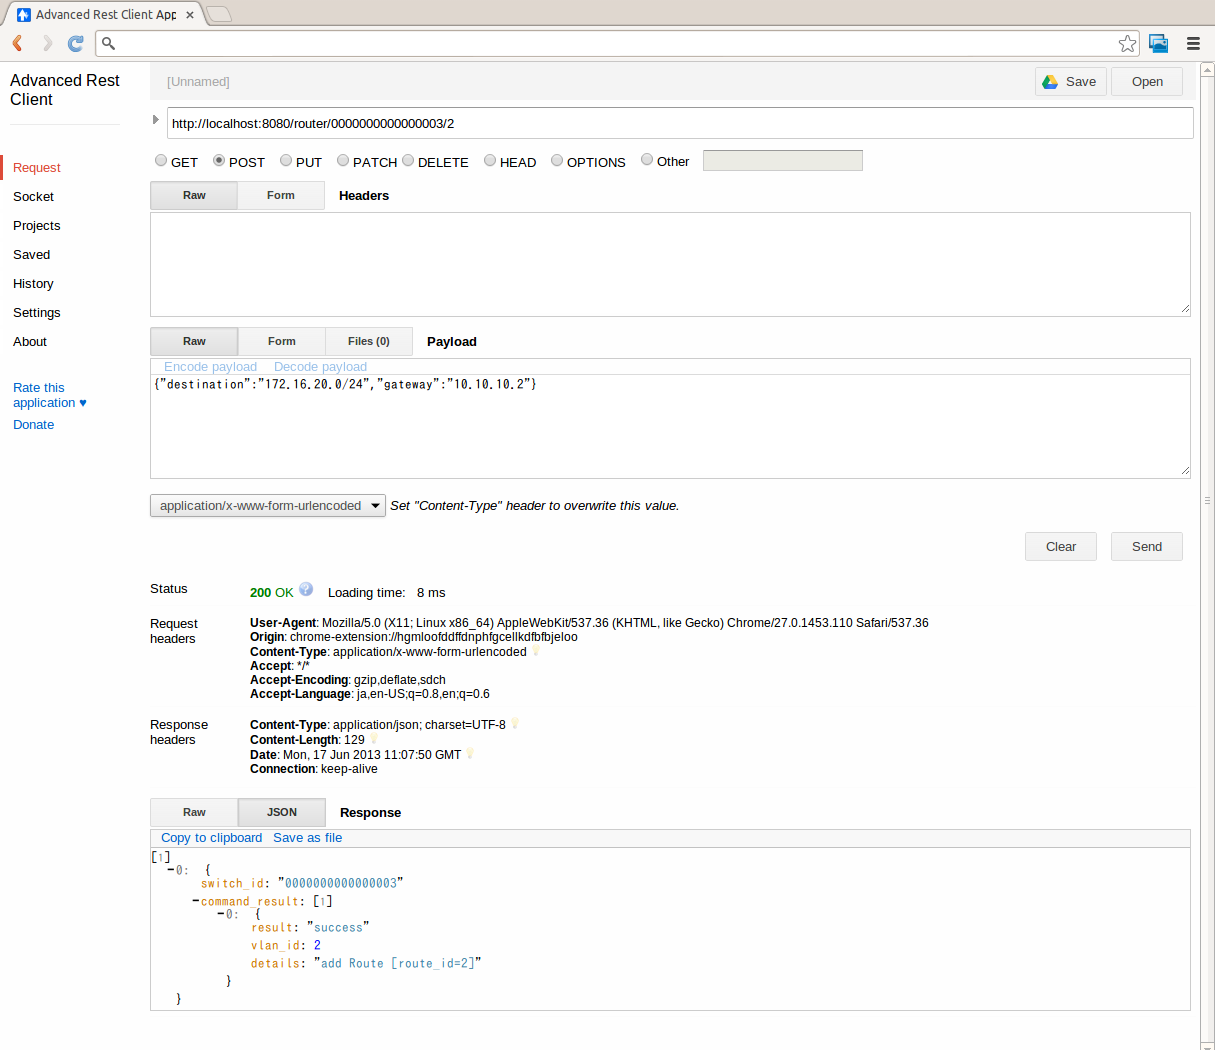 Advanced Rest Client App
Advanced Rest
Client
[Unnamed]
Save
Open
http://localhost:8080/router/0000000000000003/2
GET POST PUT PATCH DELETE HEAD OPTIONS Other
Request
Socket
Projects
Saved
History
Settings
About
Rate this
application ♥
Donate
Raw Form Headers
Raw Form Files (0) Payload
Encode payload Decode payload
{"destination":"172.16.20.0/24","gateway":"10.10.10.2"}
application/x-www-form-urlencoded Set "Content-Type" header to overwrite this value.
Clear Send
Status 200 OK ? Loading time: 8 ms
Request
headers
User-Agent: Mozilla/5.0 (X11; Linux x86_64) AppleWebKit/537.36 (KHTML, like Gecko) Chrome/27.0.1453.110 Safari/537.36
Origin: chrome-extension://hgmloofddffdnphfgcellkdfbfbjeloo
Content-Type: application/x-www-form-urlencoded
Accept: */*
Accept-Encoding: gzip,deflate,sdch
Accept-Language: ja,en-US;q=0.8,en;q=0.6
Response
headers
Content-Type: application/json; charset=UTF-8
Content-Length: 129
Date: Mon, 17 Jun 2013 11:07:50 GMT
Connection: keep-alive
Raw JSON Response
Copy to clipboard Save as file
[1]
-0: {
switch_id: "0000000000000003"
-command_result: [1]
-0: {
result: "success"
vlan_id: 2
details: "add Route [route_id=2]"
}
}